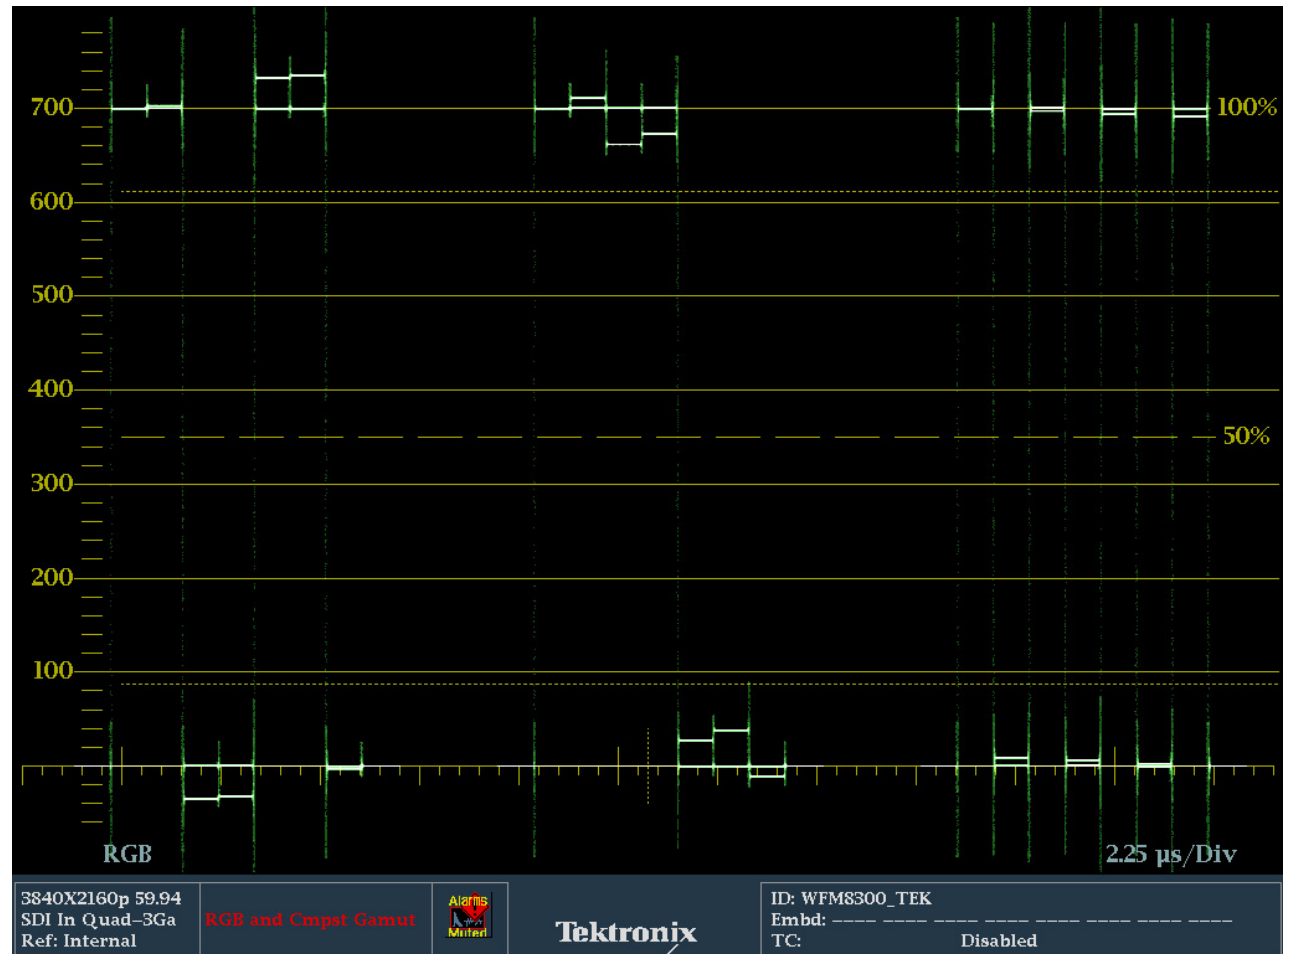 700
100%
600
500
400
50%
300
200
100
RGB
2.25 µs/Div
3840X2160p 59.94
SDI In Quad–3Ga
Ref: Internal
RGB and Cmpst Gamut
Alarms
Muted
Tektronix
ID: WFM8300_TEK
Embd: –––– –––– –––– –––– –––– –––– –––– ––––
TC: Disabled